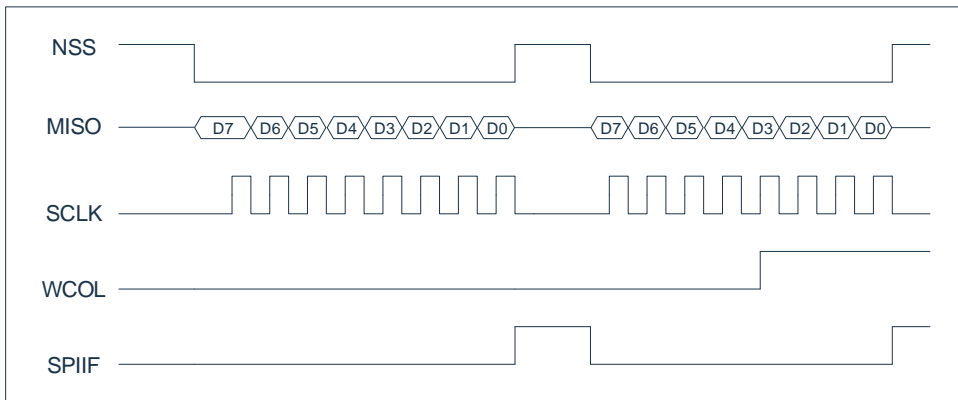 NSS
MISO D7 D6 D5 D4 D3 D2 D1 D0 D7 D6 D5 D4 D3 D2 D1 D0
SCLK
WCOL
SPIIF